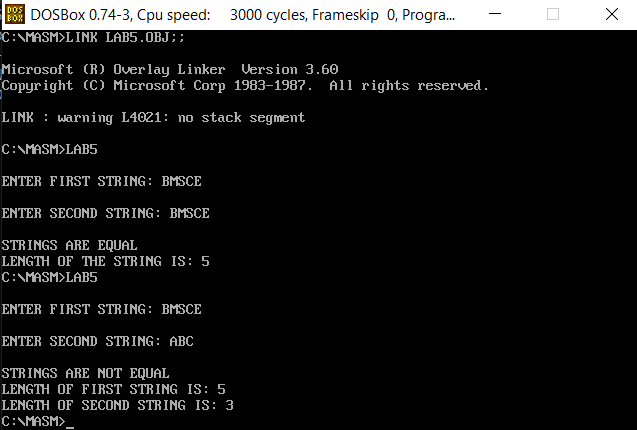 DOS
BOX
DOSBox 0.74-3, Cpu speed: 3000 cycles, Frameskip 0, Progra...
C:\MASM>LINK LAB5.OBJ;;
Microsoft (R) Overlay Linker Version 3.60
Copyright (C) Microsoft Corp 1983-1987. All rights reserved.
LINK : warning L4021: no stack segment
C:\MASM>LAB5
ENTER FIRST STRING: BMSCE
ENTER SECOND STRING: BMSCE
STRINGS ARE EQUAL
LENGTH OF THE STRING IS: 5
C:\MASM>LAB5
ENTER FIRST STRING: BMSCE
ENTER SECOND STRING: ABC
STRINGS ARE NOT EQUAL
LENGTH OF FIRST STRING IS: 5
LENGTH OF SECOND STRING IS: 3
C:\MASM>_